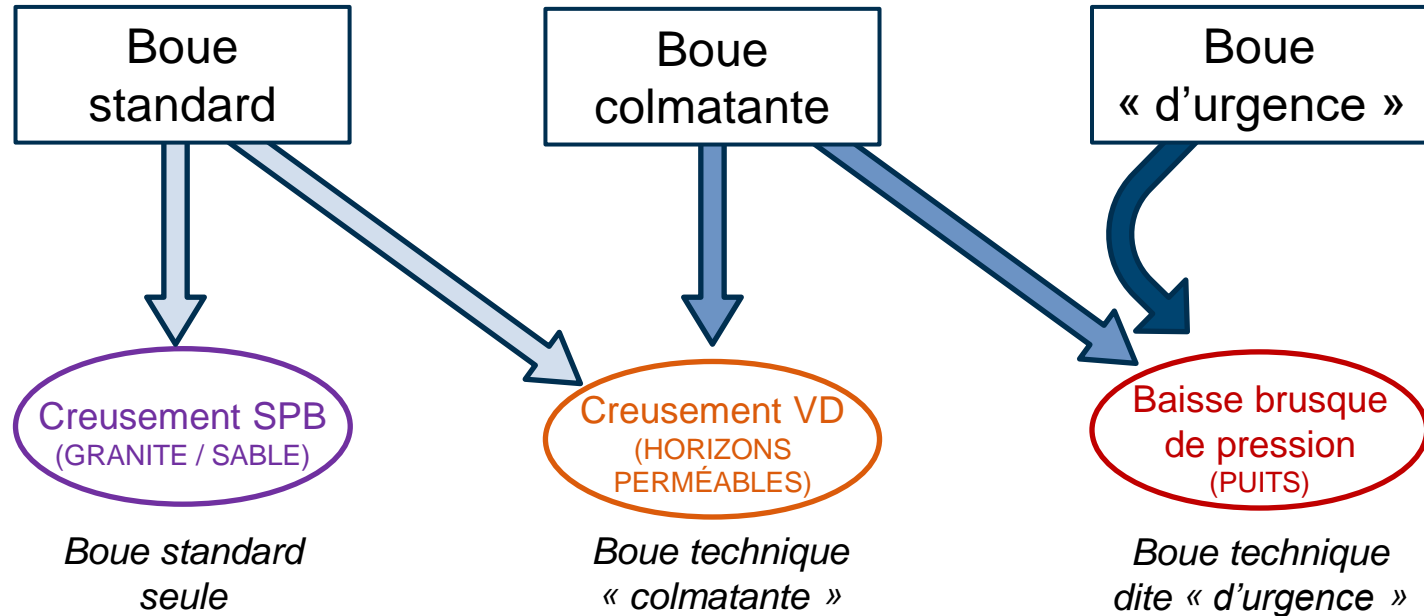 Boue
standard
Boue
colmatante
Boue
« d’urgence »
Creusement SPB
(GRANITE / SABLE)
Creusement VD
(HORIZONS
PERMÉABLES)
Baisse brusque
de pression
(PUITS)
Boue standard
seule
Boue technique
« colmatante »
Boue technique
dite « d’urgence »